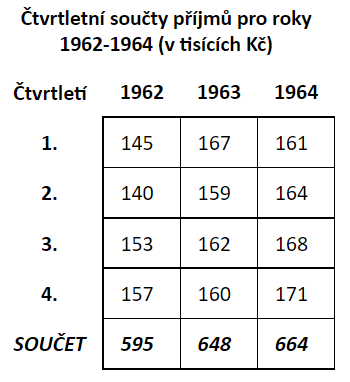 Čtvrtletní součty příjmů pro roky
1962-1964 (v tisících Kč)
Čtvrtletí 1962 1963 1964
1. 145 167 161
2. 140 159 164
3. 153 162 168
4. 157 160 171
SOUČET 595 648 664